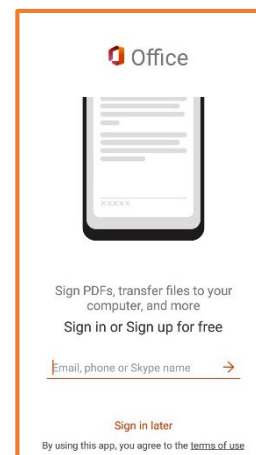 Office
XXXXX
Sign PDFs, transfer files to your
computer, and more
Sign in or Sign up for free
Email, phone or Skype name
Sign in later
By using this app, you agree to the terms of use